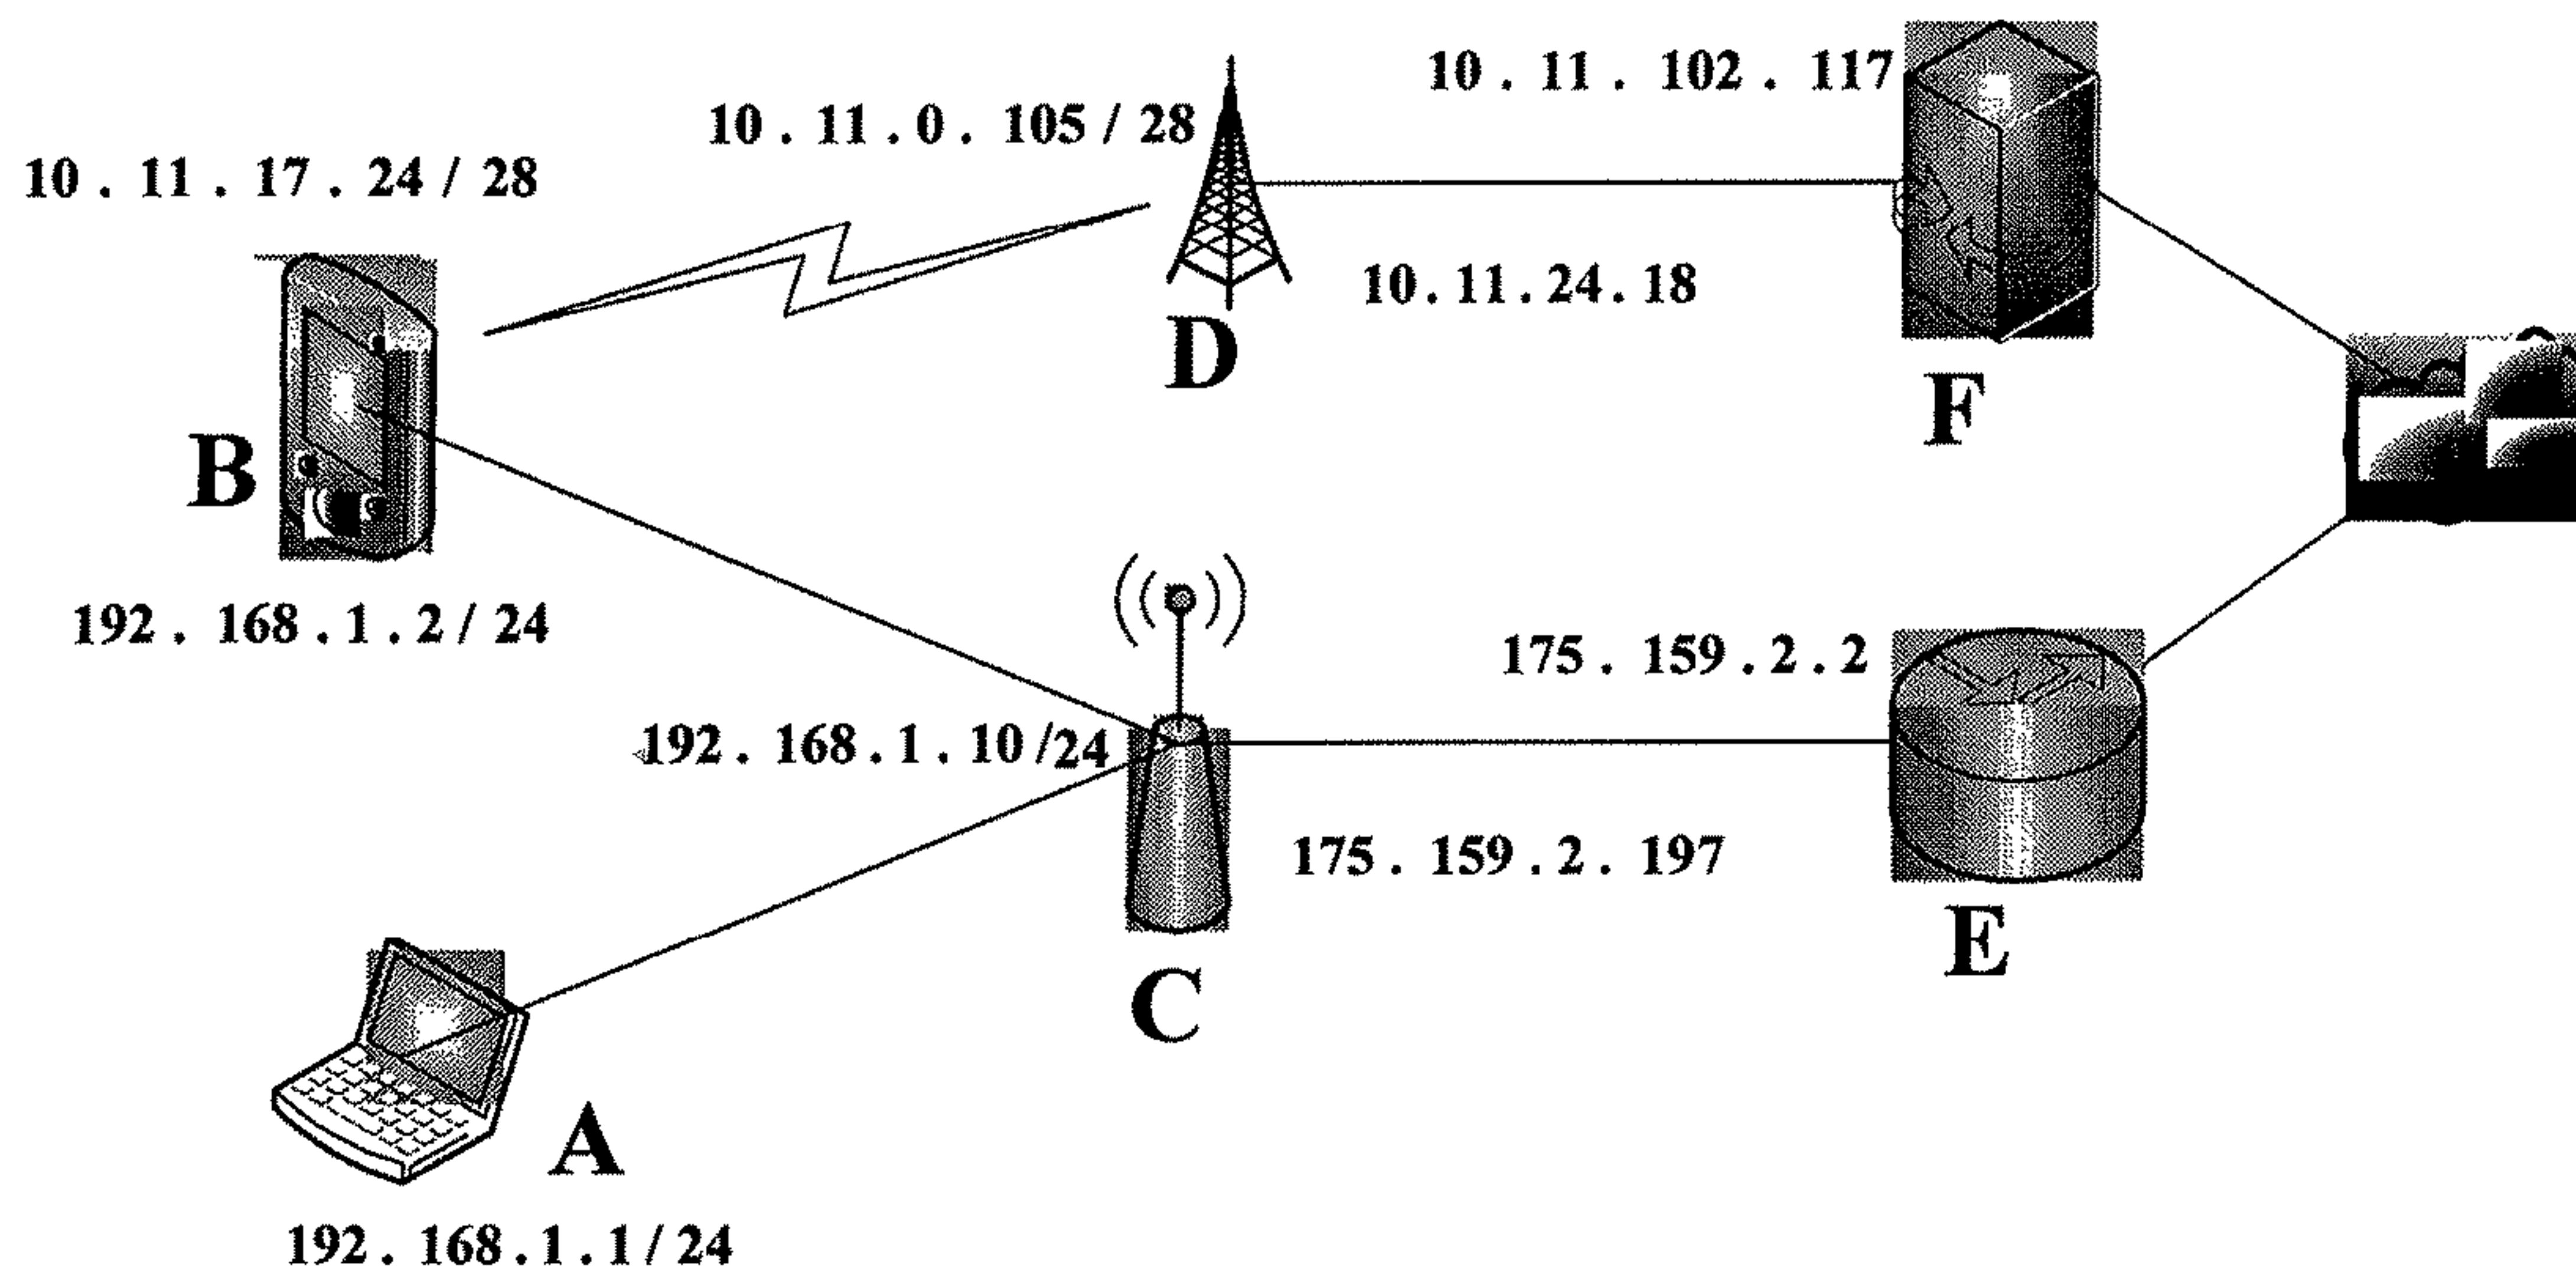 10 . 11 . 102 . 117
10 . 11 . 0 . 105 / 28
10 . 11 . 17 . 24 / 28
10 . 11 . 24 . 18
D
F
B
192 . 168 . 1 . 2 / 24
175 . 159 . 2 . 2
192 . 168 . 1 . 10 /24
175 . 159 . 2 . 197
E
C
A
192 . 168 . 1 . 1 / 24